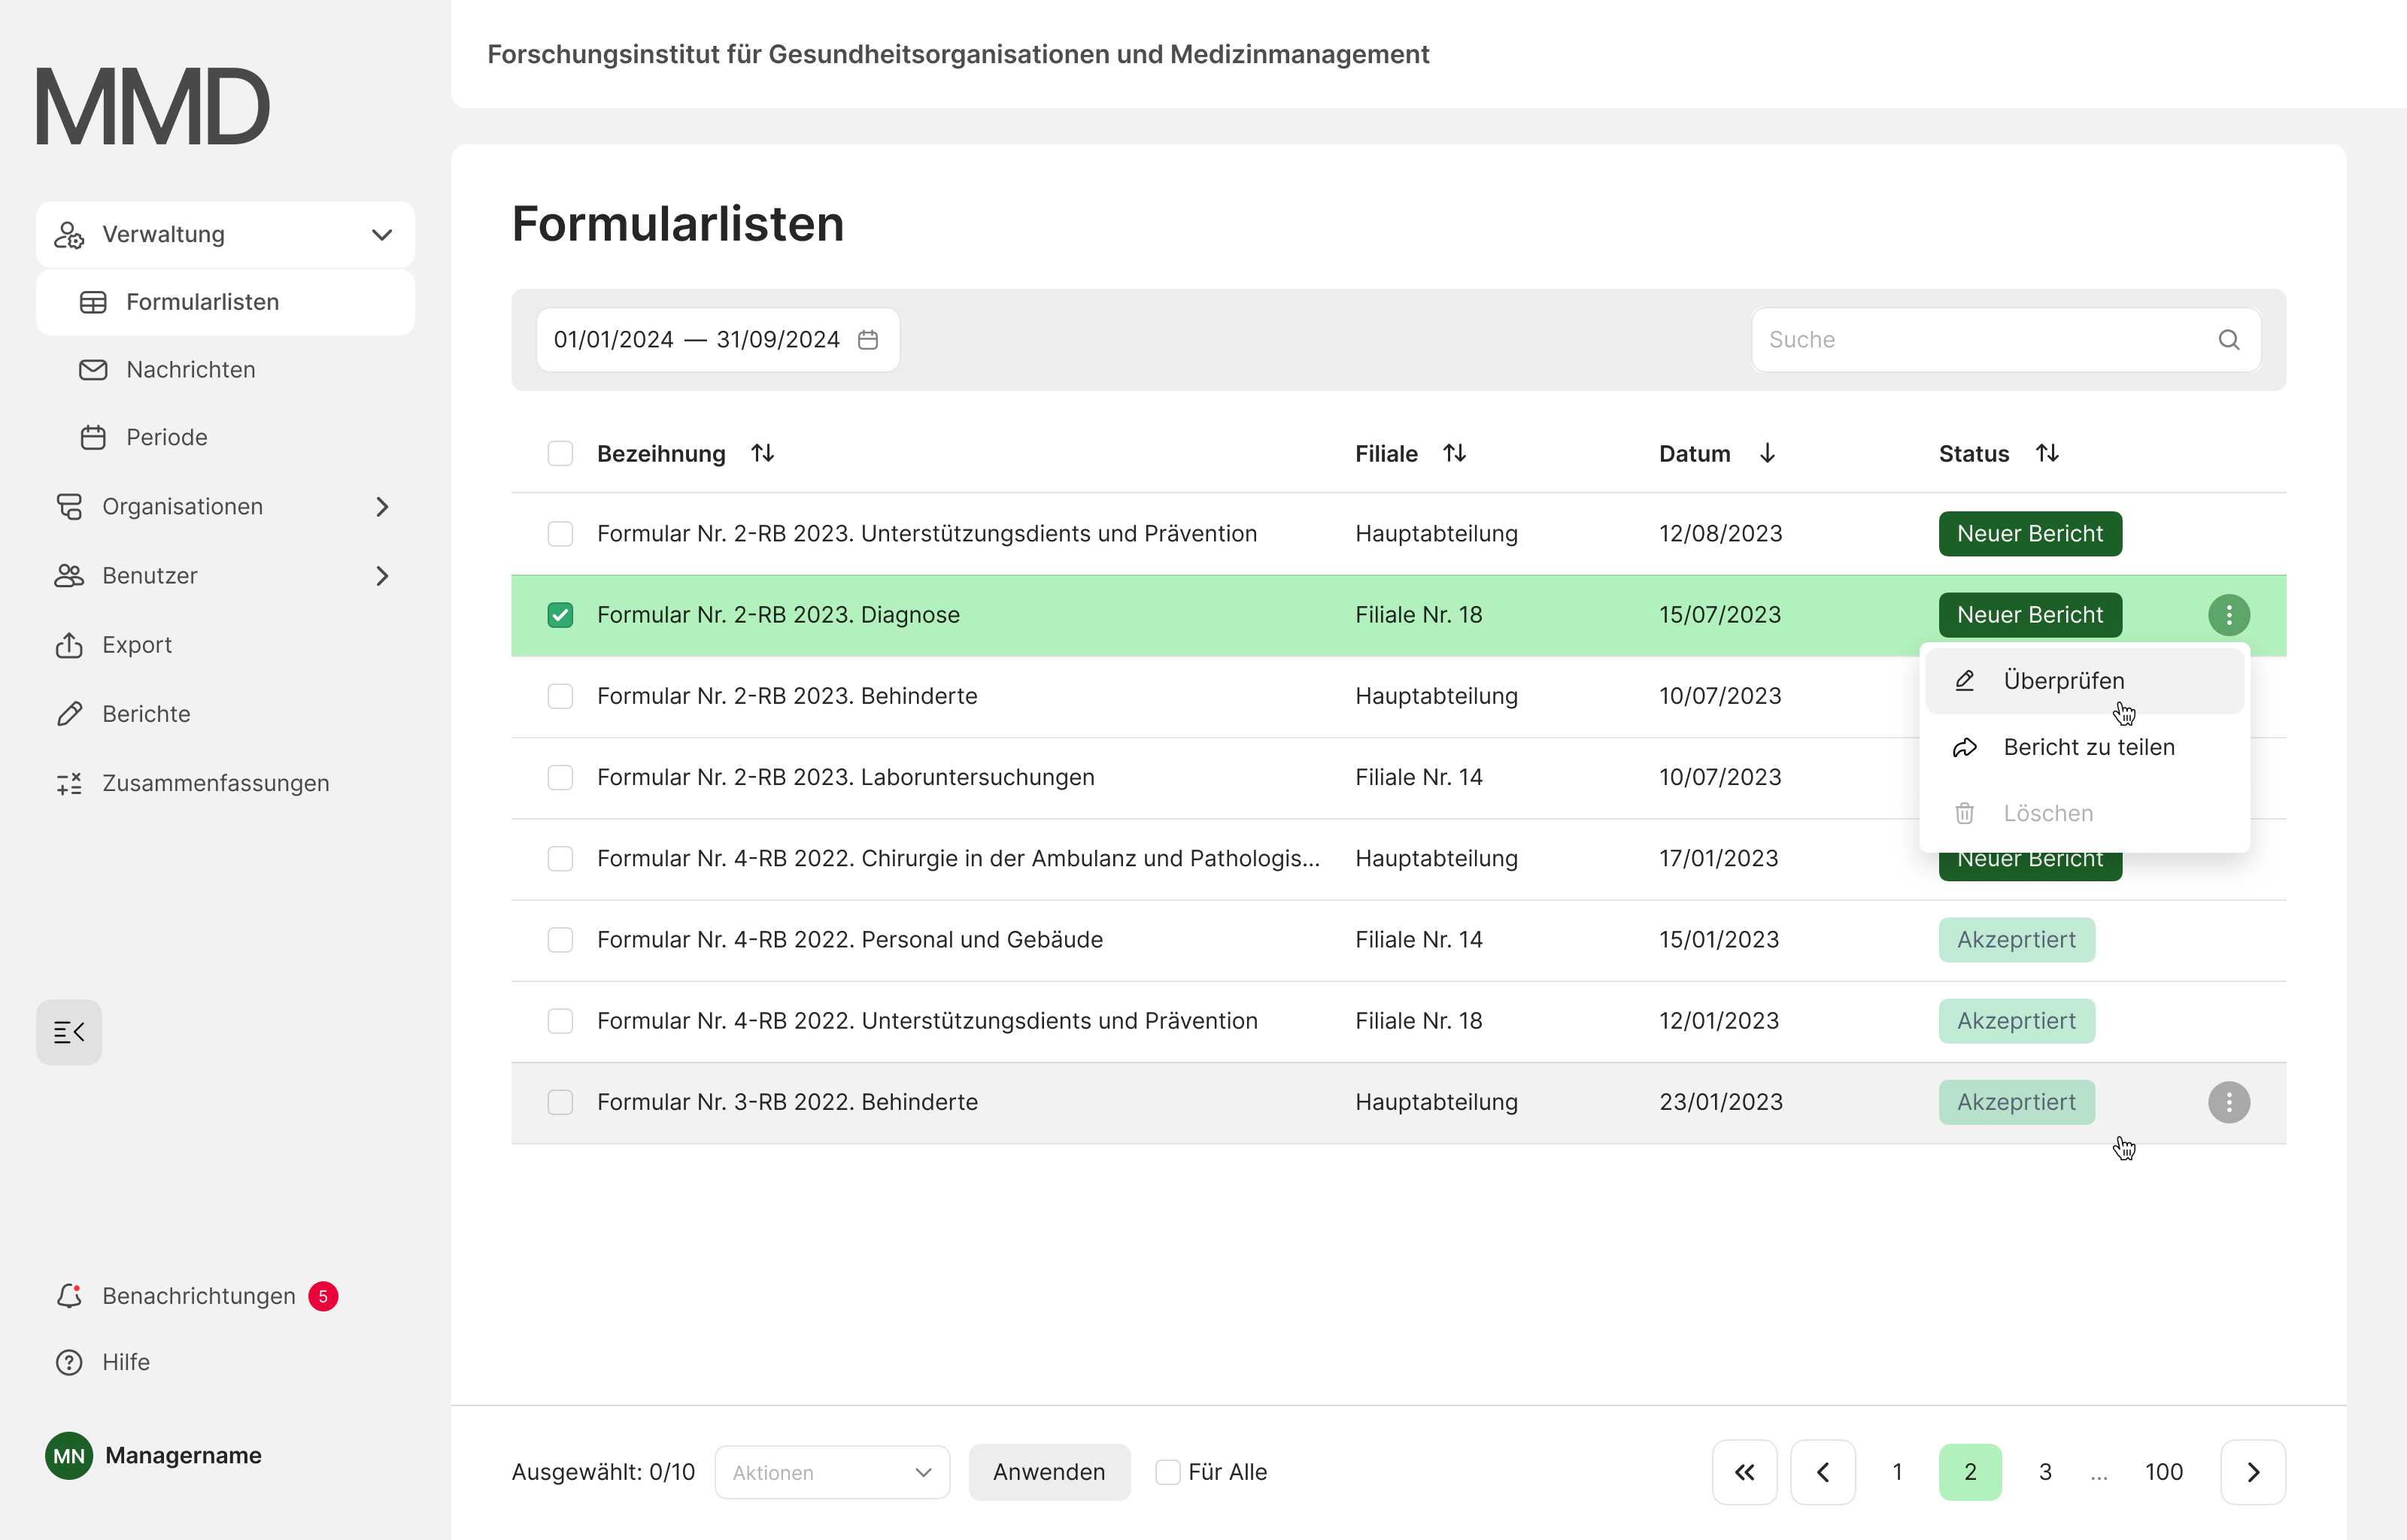 MMD
Forschungsinstitut für Gesundheitsorganisationen und Medizinmanagement
Verwaltung
Formularlisten
Nachrichten
Periode
Organisationen
Benutzer
Export
Berichte
Zusammenfassungen
Benachrichtungen 5
Hilfe
MN Managername
Formularlisten
01/01/2024 — 31/09/2024
Suche
Bezeihnung Filiale Datum Status
Formular Nr. 2-RB 2023. Unterstützungsdients und Prävention Hauptabteilung 12/08/2023 Neuer Bericht
Formular Nr. 2-RB 2023. Diagnose Filiale Nr. 18 15/07/2023 Neuer Bericht
Formular Nr. 2-RB 2023. Behinderte Hauptabteilung 10/07/2023
Formular Nr. 2-RB 2023. Laboruntersuchungen Filiale Nr. 14 10/07/2023
Formular Nr. 4-RB 2022. Chirurgie in der Ambulanz und Pathologis... Hauptabteilung 17/01/2023 Neuer Bericht
Formular Nr. 4-RB 2022. Personal und Gebäude Filiale Nr. 14 15/01/2023 Akzeprtiert
Formular Nr. 4-RB 2022. Unterstützungsdients und Prävention Filiale Nr. 18 12/01/2023 Akzeprtiert
Formular Nr. 3-RB 2022. Behinderte Hauptabteilung 23/01/2023 Akzeprtiert
Überprüfen
Bericht zu teilen
Löschen
Ausgewählt: 0/10 Aktionen Anwenden Für Alle 1 2 3 ... 100